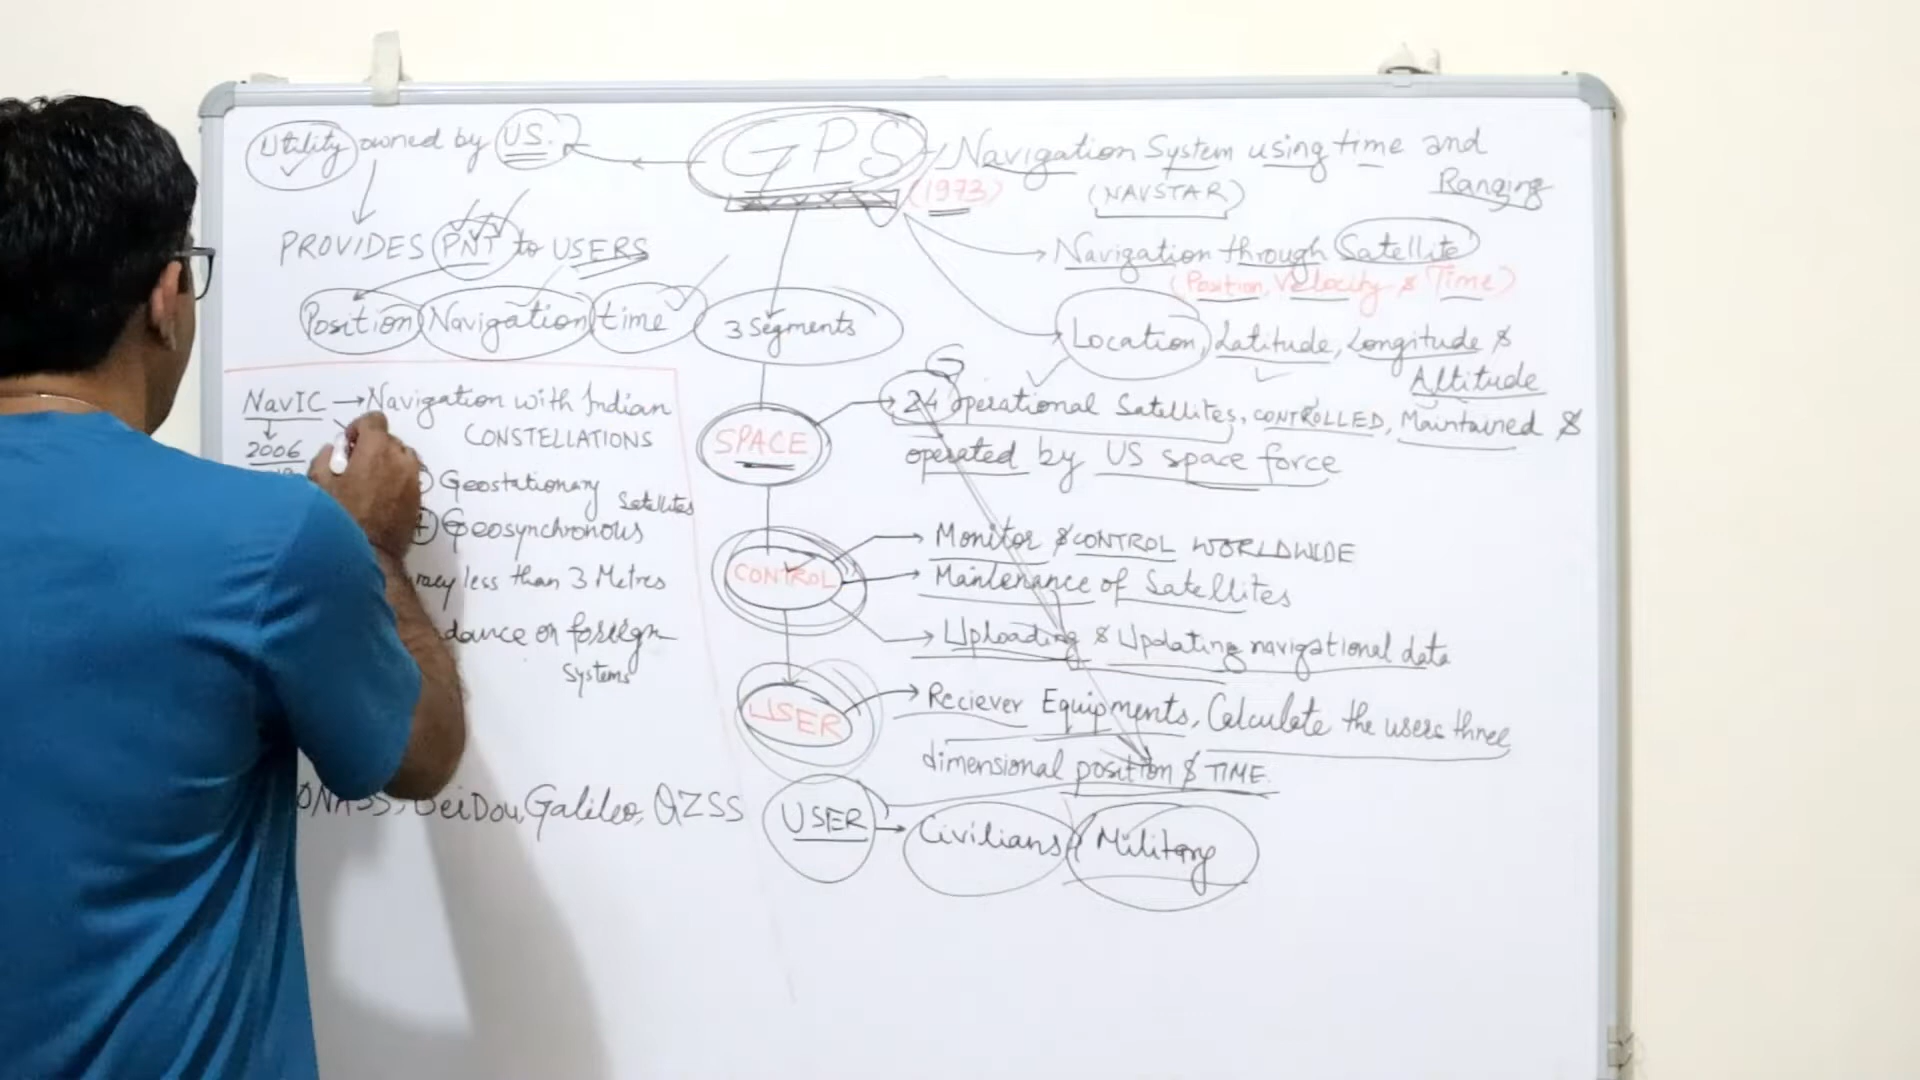 Utility owned by US.
GPS
(1973)
Navigation System using time and
Ranging
(NAVSTAR)
PROVIDES PNT to USERS
Position Navigation time
Navigation through Satellite
(Position, Velocity & Time)
Location, Latitude, Longitude &
Altitude
3 Segments
SPACE
24 operational Satellites, CONTROLLED, Maintained &
operated by US space force
CONTROL
Monitor & CONTROL WORLDWIDE
Maintenance of Satellites
Uploading & Updating navigational data
USER
Reciever Equipments, Calculate the users three
dimensional position & TIME.
USER → Civilians Military
NavIC → Navigation with Indian
CONSTELLATIONS
2006
Geostationary
Satellites
Geosynchronous
less than 3 Metres
on foreign
systems
BeiDou, Galileo, QZSS